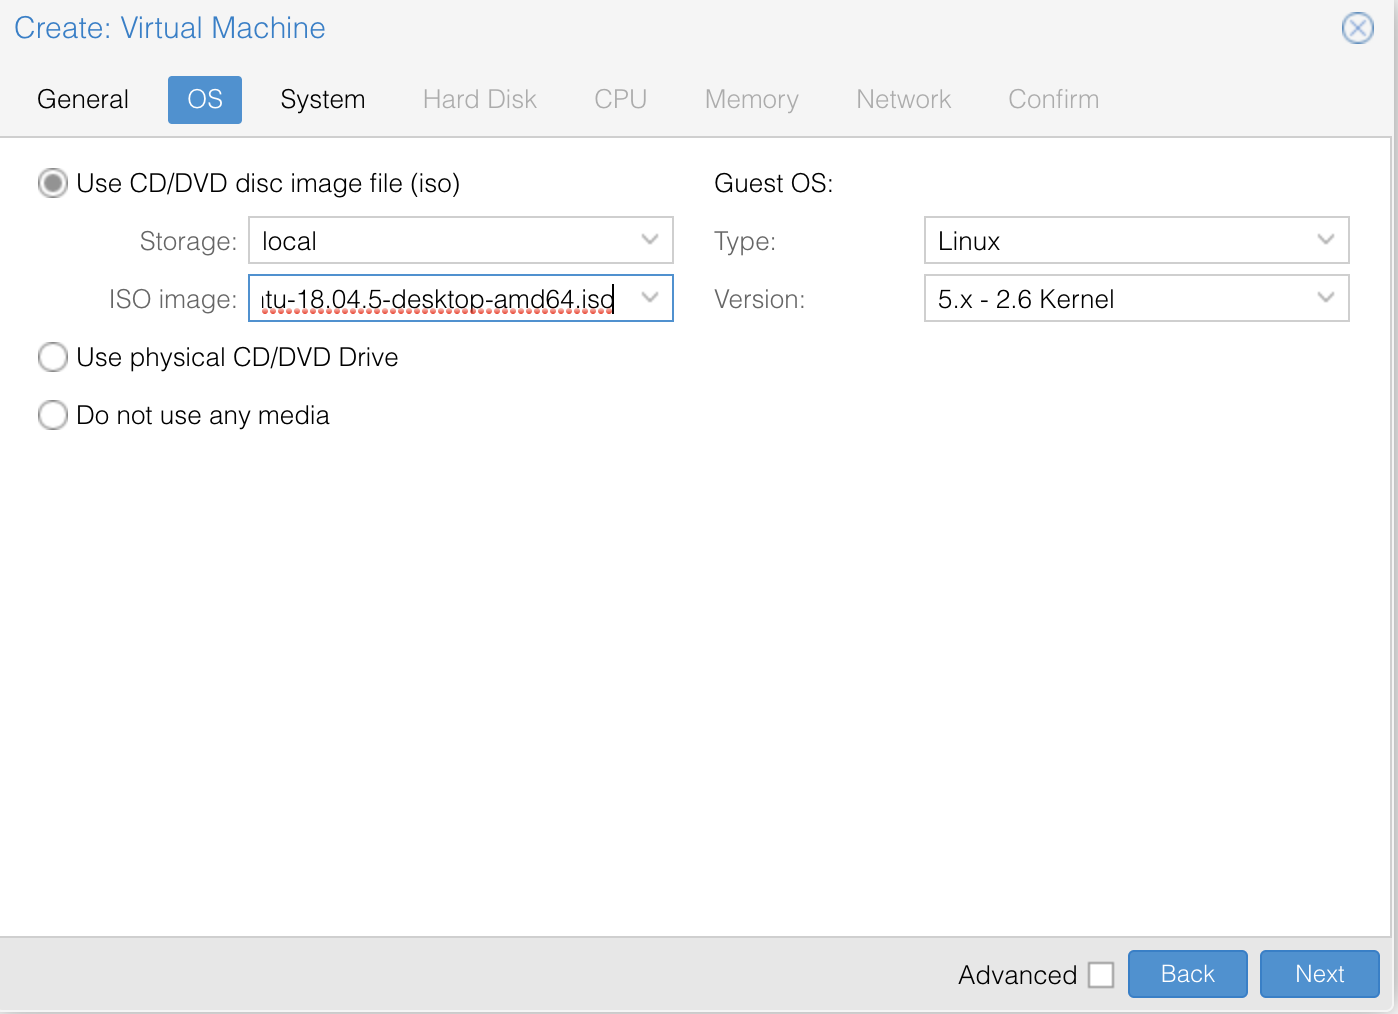 Create: Virtual Machine
General OS System Hard Disk CPU Memory Network Confirm
Use CD/DVD disc image file (iso)
Storage: local
ISO image: tu-18.04.5-desktop-amd64.iso
Use physical CD/DVD Drive
Do not use any media
Guest OS:
Type: Linux
Version: 5.x - 2.6 Kernel
Advanced Back Next